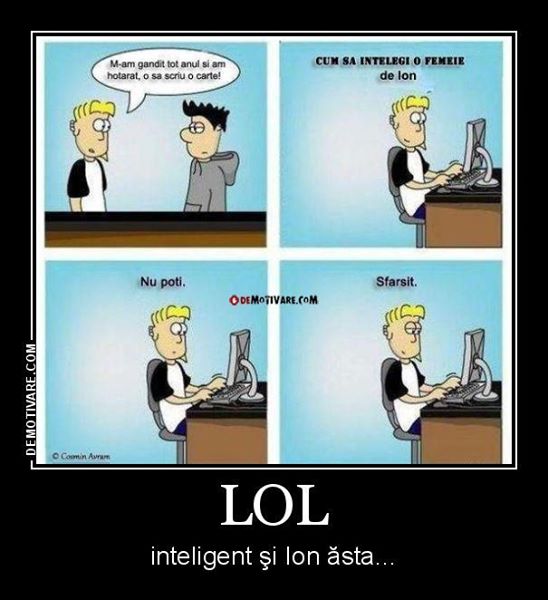 M-am gandit tot anul si am
hotarat, o sa scriu o carte!
CUM SA INTELEGI O FEMEIE
de Ion
Nu poti.
Sfarsit.
DEMOTIVARE.COM
DEMOTIVARE.COM
© Cosmin Avram
LOL
inteligent şi Ion ăsta...